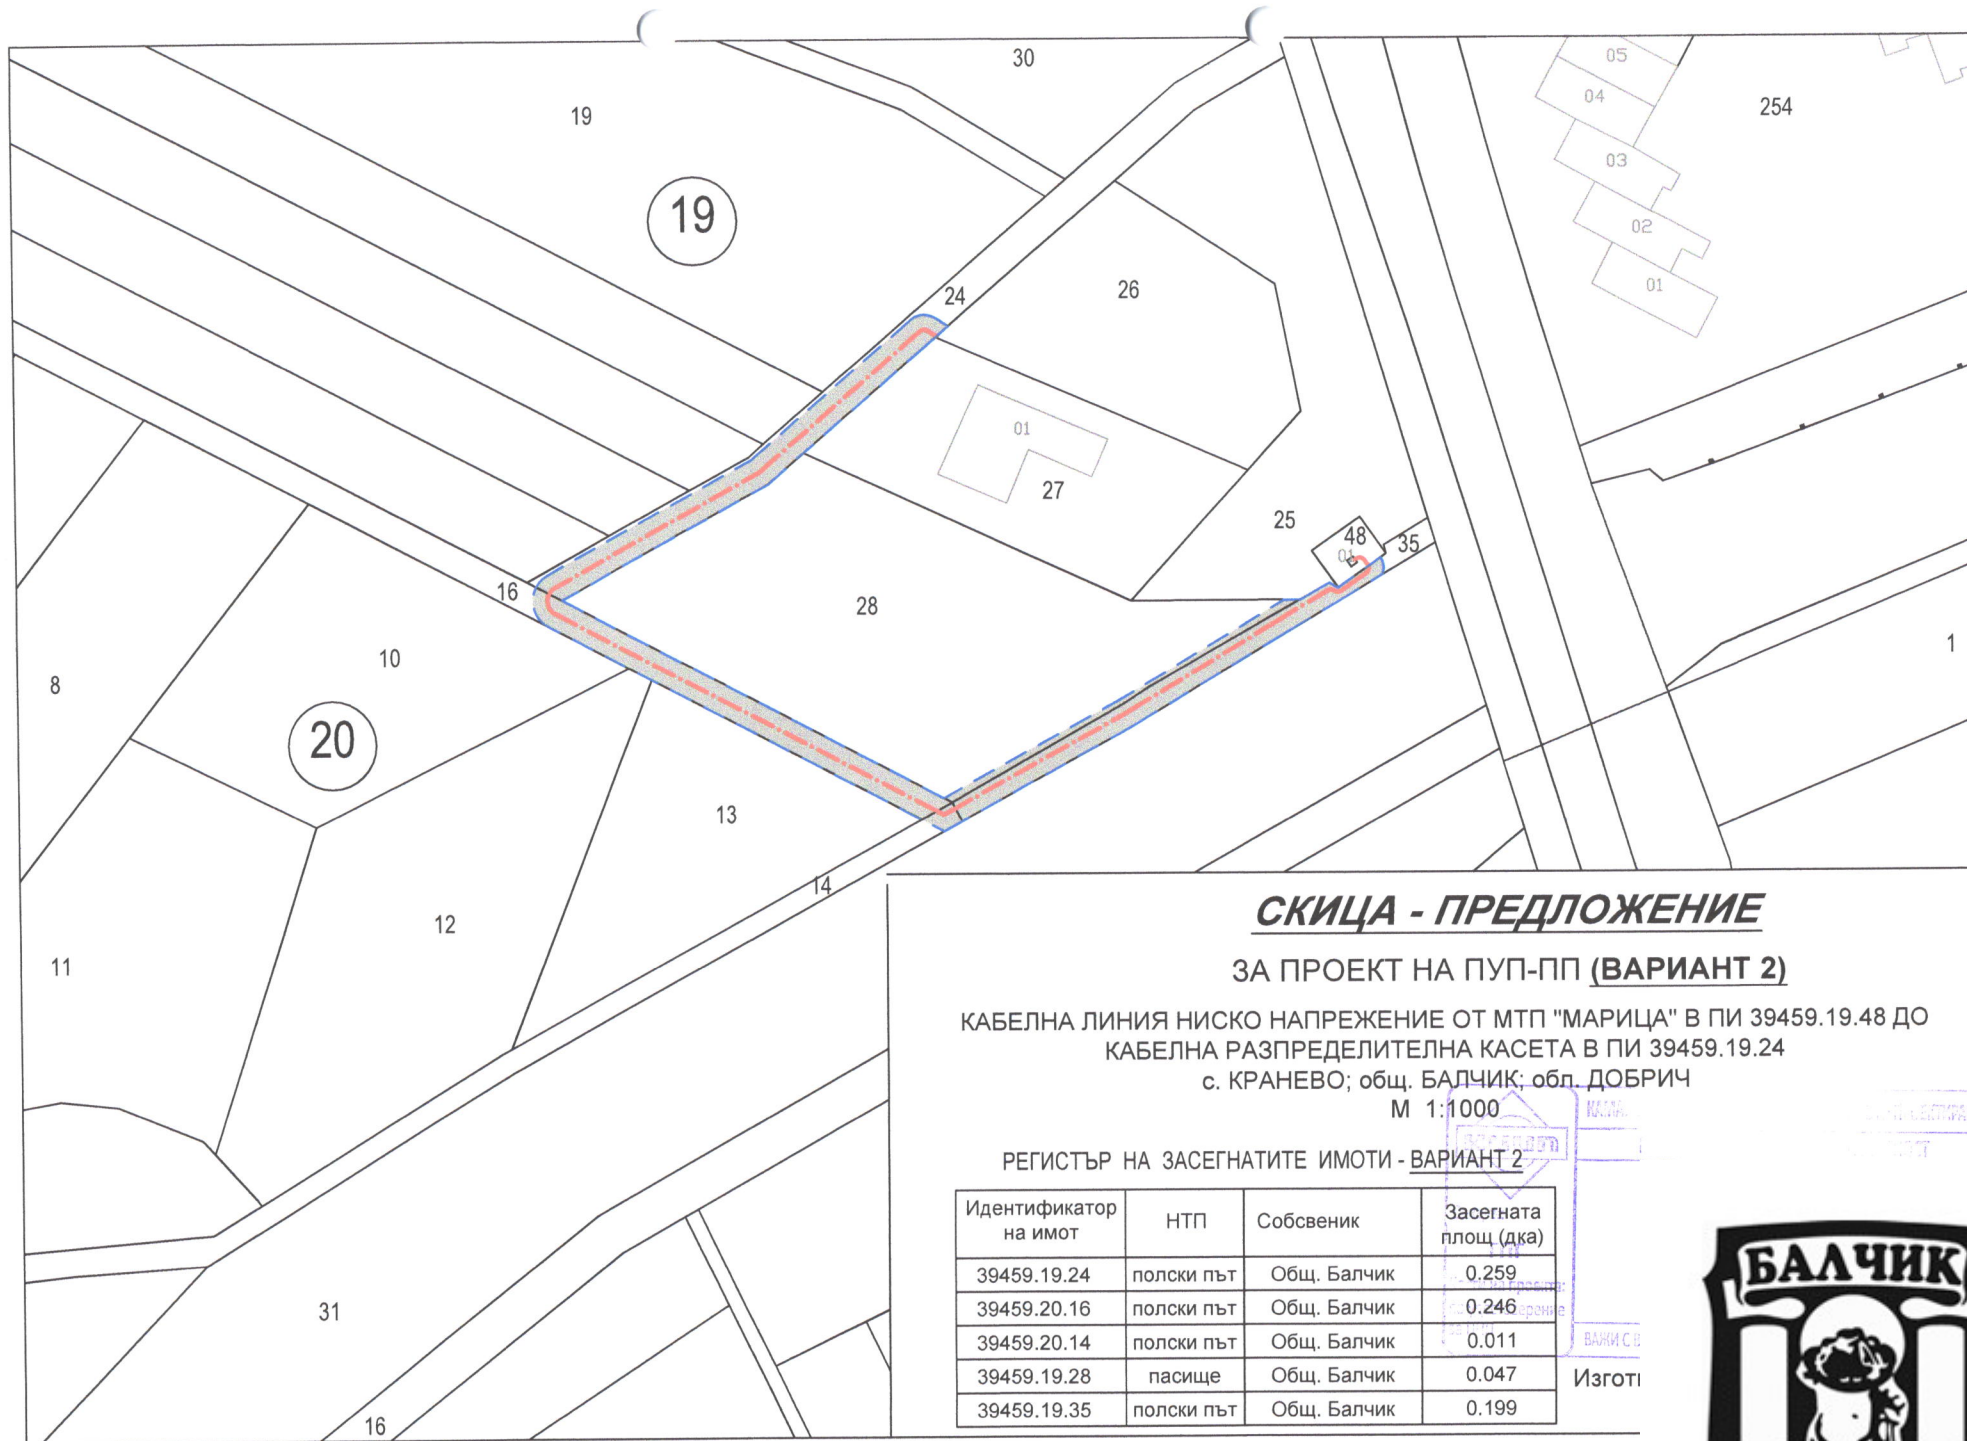 30
19
05
04
254
03
19
02
26
24
01
01
27
25
48
01
35
16
28
10
8
1
20
13
14
12
11
31
16
СКИЦА - ПРЕДЛОЖЕНИЕ
ЗА ПРОЕКТ НА ПУП-ПП (ВАРИАНТ 2)
КАБЕЛНА ЛИНИЯ НИСКО НАПРЕЖЕНИЕ ОТ МТП "МАРИЦА" В ПИ 39459.19.48 ДО
КАБЕЛНА РАЗПРЕДЕЛИТЕЛНА КАСЕТА В ПИ 39459.19.24
с. КРАНЕВО; общ. БАЛЧИК; обл. ДОБРИЧ
М 1:1000
РЕГИСТЪР НА ЗАСЕГНАТИТЕ ИМОТИ - ВАРИАНТ 2
Идентификатор на имот НТП Собсвеник Засегната площ (дка)
39459.19.24 полски път Общ. Балчик 0.259
39459.20.16 полски път Общ. Балчик 0.246
39459.20.14 полски път Общ. Балчик 0.011
39459.19.28 пасище Общ. Балчик 0.047
39459.19.35 полски път Общ. Балчик 0.199
ВАЖИ С
БАЛЧИК